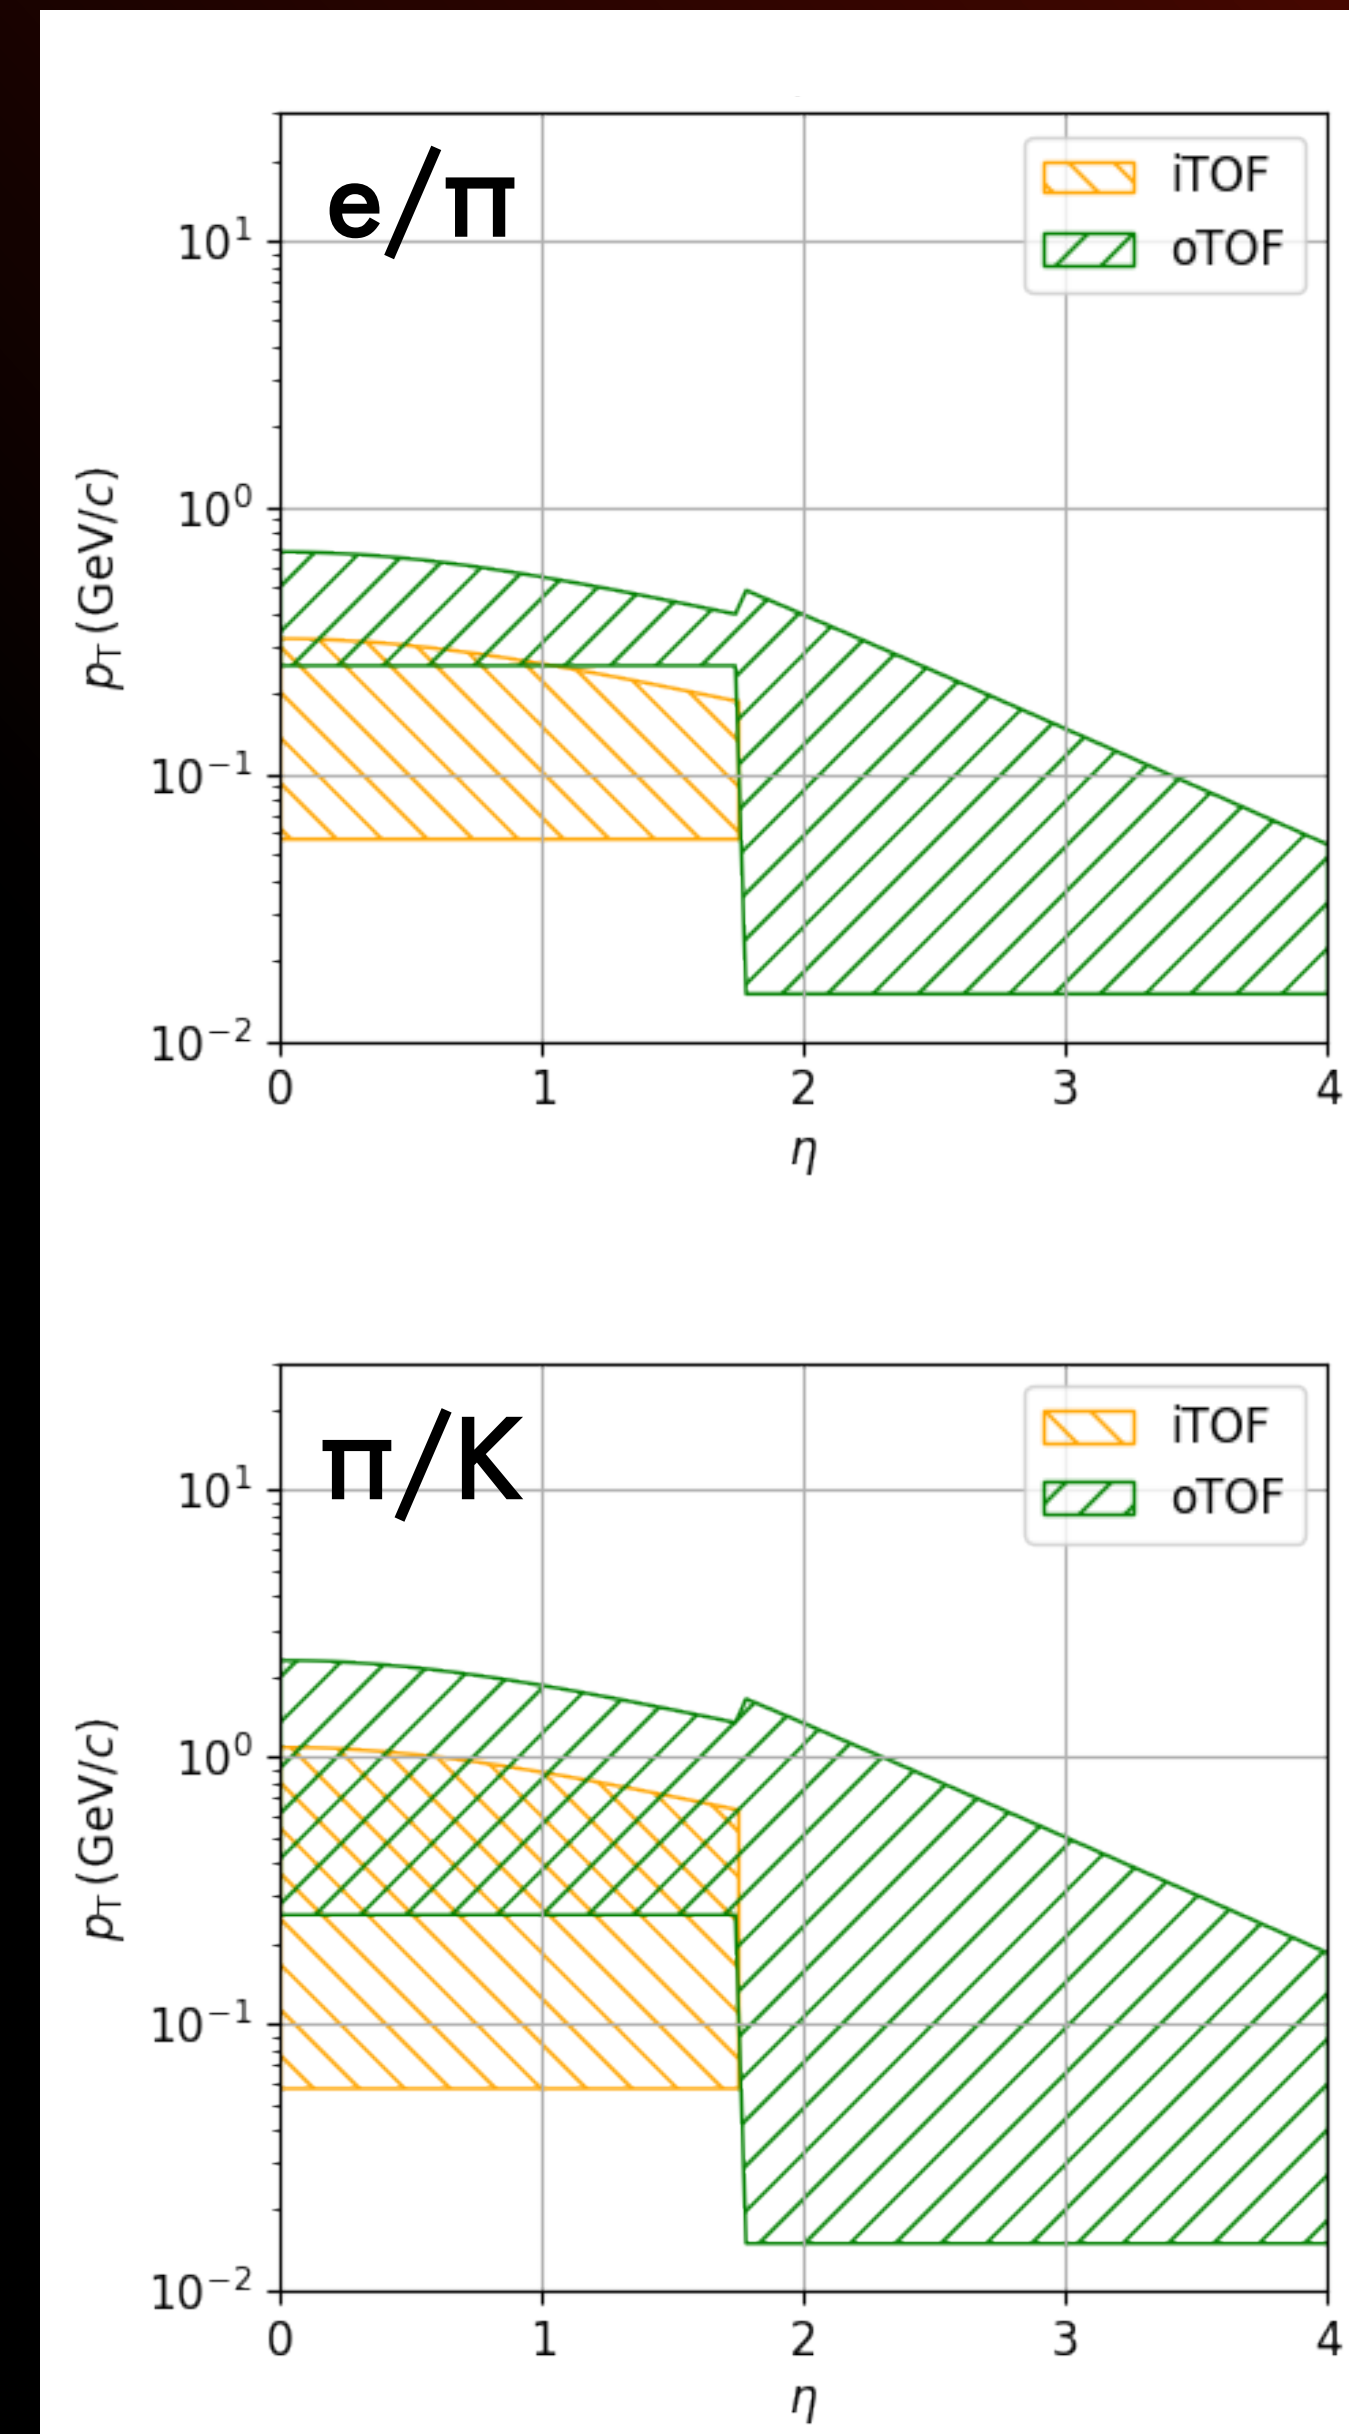 e/π
iTOF
oTOF
10¹
10⁰
10⁻¹
10⁻²
p_T (GeV/c)
0 1 2 3 4
η
π/K
iTOF
oTOF
10¹
10⁰
10⁻¹
10⁻²
p_T (GeV/c)
0 1 2 3 4
η